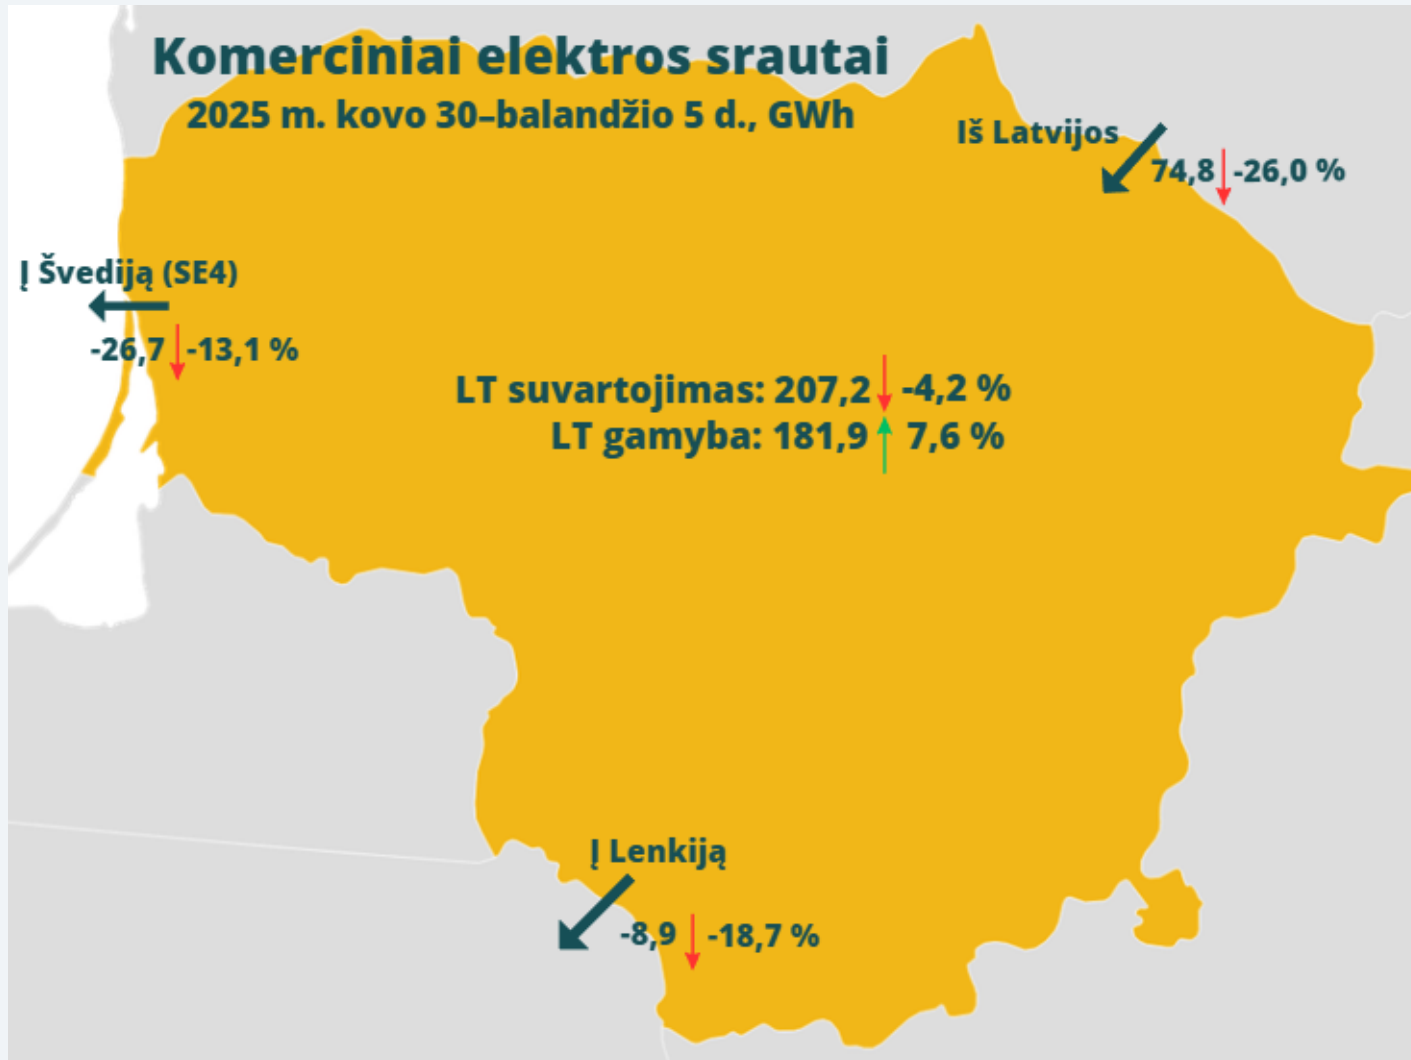 Komerciniai elektros srautai
2025 m. kovo 30–balandžio 5 d., GWh
Iš Latvijos
74,8 -26,0 %
Į Švediją (SE4)
-26,7 -13,1 %
LT suvartojimas: 207,2 -4,2 %
LT gamyba: 181,9 7,6 %
Į Lenkiją
-8,9 -18,7 %